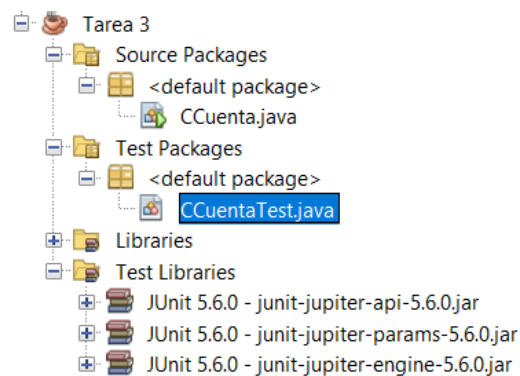 Tarea 3
Source Packages
<default package>
CCuenta.java
Test Packages
<default package>
CCuentaTest.java
Libraries
Test Libraries
JUnit 5.6.0 - junit-jupiter-api-5.6.0.jar
JUnit 5.6.0 - junit-jupiter-params-5.6.0.jar
JUnit 5.6.0 - junit-jupiter-engine-5.6.0.jar